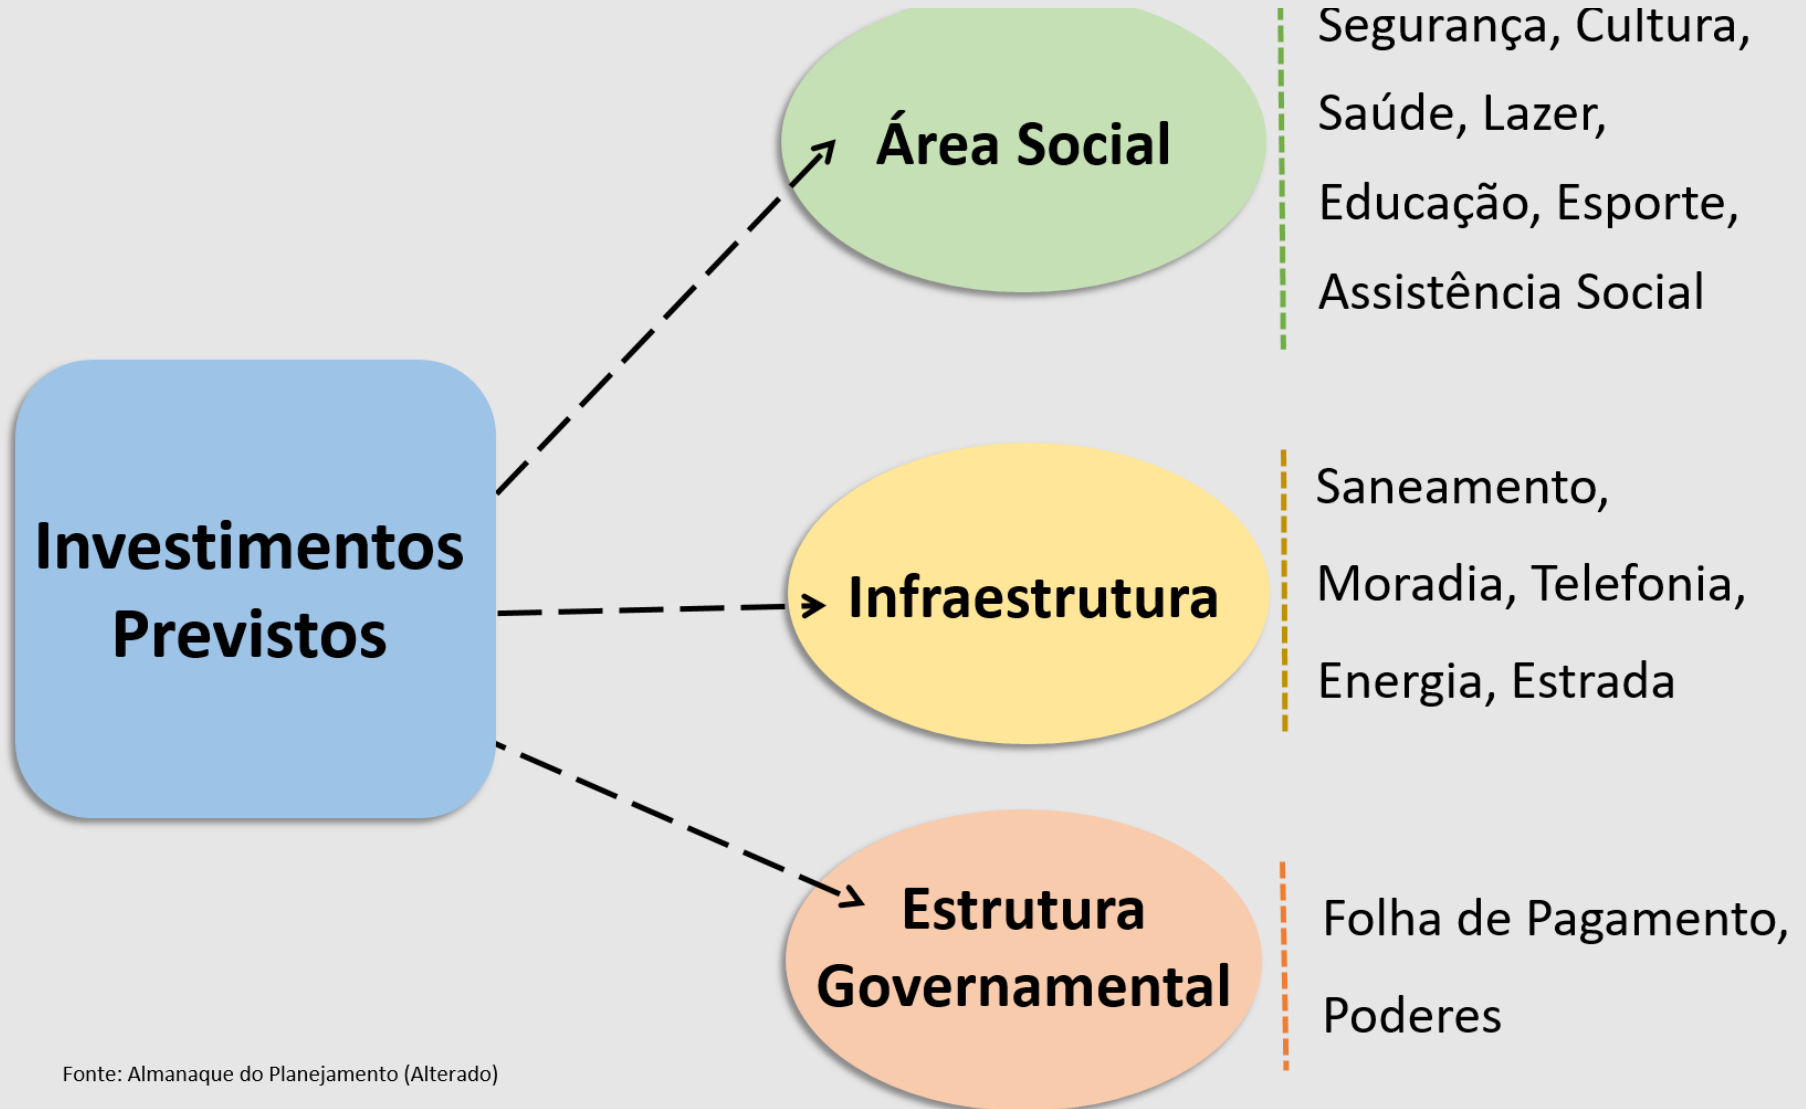 Segurança, Cultura,
Saúde, Lazer,
Educação, Esporte,
Assistência Social
Área Social
Investimentos
Previstos
Infraestrutura
Saneamento,
Moradia, Telefonia,
Energia, Estrada
Estrutura
Governamental
Folha de Pagamento,
Poderes
Fonte: Almanaque do Planejamento (Alterado)